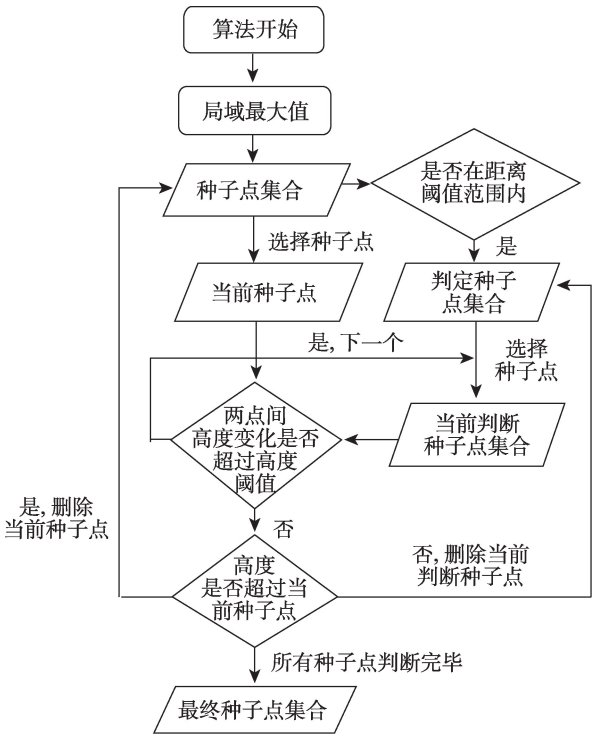 算法开始
局域最大值
种子点集合
是否在距离
阈值范围内
选择种子点
是
当前种子点
判定种子
点集合
是, 下一个
选择
种子点
两点间
高度变化是否
超过高度
阈值
当前判断
种子点集合
是, 删除
当前种子点
否
高度
是否超过当
前种子点
否, 删除当前
判断种子点
所有种子点判断完毕
最终种子点集合